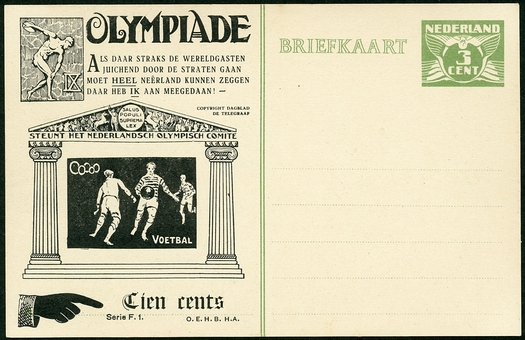 OLYMPIADE
IX
ALS DAAR STRAKS DE WERELDGASTEN
JUICHEND DOOR DE STRATEN GAAN
MOET HEEL NEÊRLAND KUNNEN ZEGGEN
DAAR HEB IK AAN MEEGEDAAN! —
COPYRIGHT DAGBLAD
DE TELEGRAAF
SALUS
POPULI
SUPREMA
LEX
STEUNT HET NEDERLANDSCH OLYMPISCH COMITÉ
VOETBAL
Cien cents
Serie F. 1.
O. E. H. B. H.A.
BRIEFKAART
NEDERLAND
3
CENT